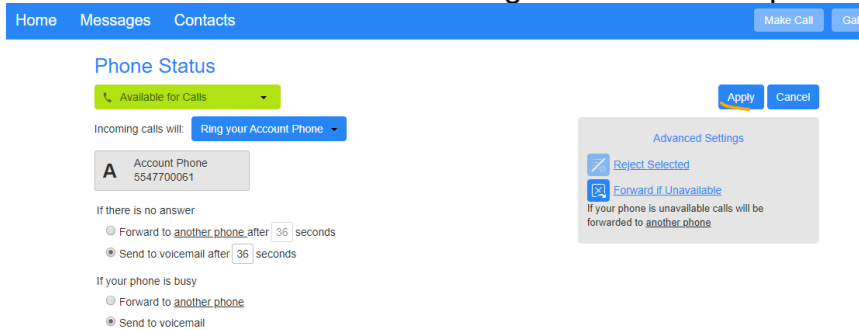 Home Messages Contacts Make Call
Phone Status
Available for Calls
Apply Cancel
Incoming calls will: Ring your Account Phone
Advanced Settings
A Account Phone
5547700061
Reject Selected
Forward if Unavailable
If your phone is unavailable calls will be
forwarded to another phone
If there is no answer
Forward to another phone after 36 seconds
Send to voicemail after 36 seconds
If your phone is busy
Forward to another phone
Send to voicemail